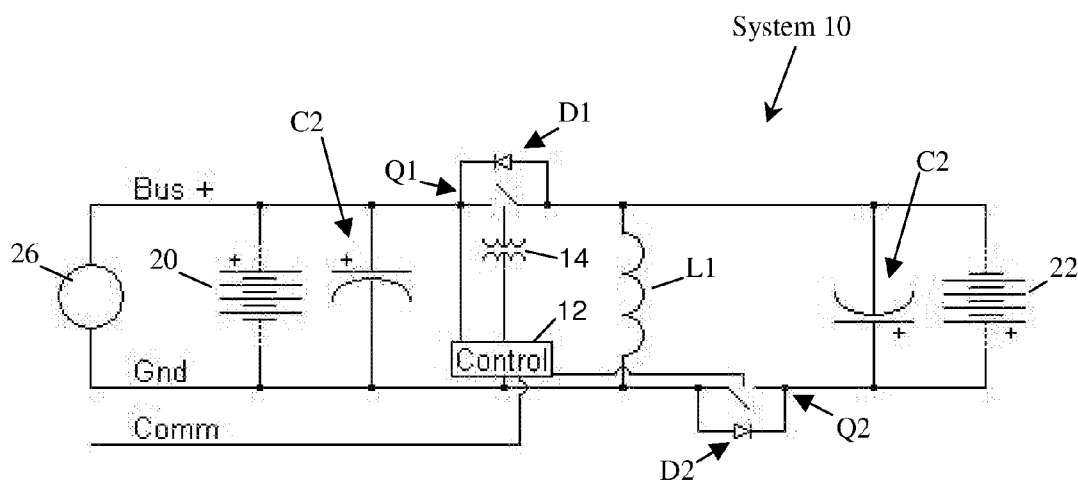 System 10
C2
D1
Q1
C2
Bus +
26
20
+
+
14
L1
22
12
Control
+
+
Gnd
Comm
Q2
D2